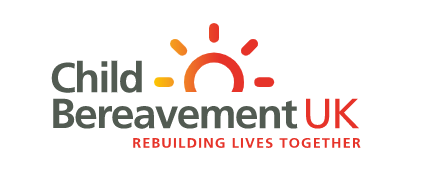 Child
Bereavement UK
REBUILDING LIVES TOGETHER